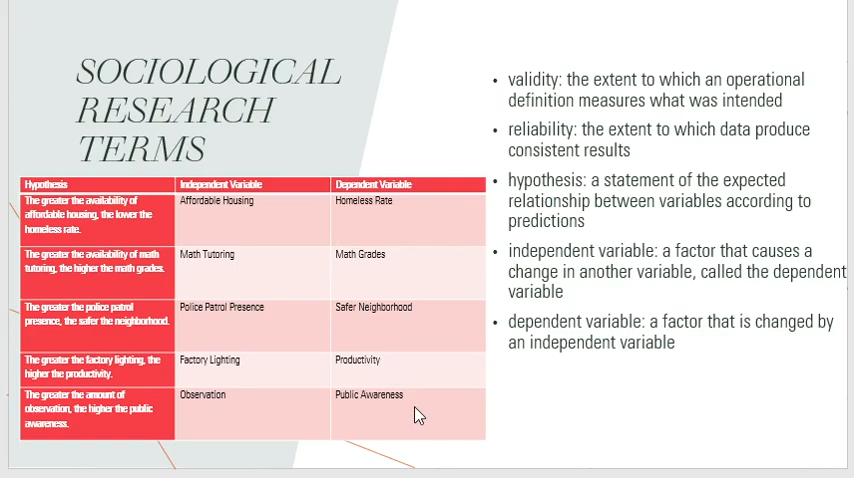 SOCIOLOGICAL
RESEARCH
TERMS
Hypothesis Independent Variable Dependent Variable
The greater the availability of Affordable Housing Homeless Rate
affordable housing, the lower the
homeless rate.
The greater the availability of math Math Tutoring Math Grades
tutoring, the higher the math grades.
The greater the police patrol Police Patrol Presence Safer Neighborhood
presence, the safer the neighborhood.
The greater the factory lighting, the Factory Lighting Productivity
higher the productivity.
The greater the amount of Observation Public Awareness
observation, the higher the public
awareness.
• validity: the extent to which an operational
definition measures what was intended
• reliability: the extent to which data produce
consistent results
• hypothesis: a statement of the expected
relationship between variables according to
predictions
• independent variable: a factor that causes a
change in another variable, called the dependent
variable
• dependent variable: a factor that is changed by
an independent variable